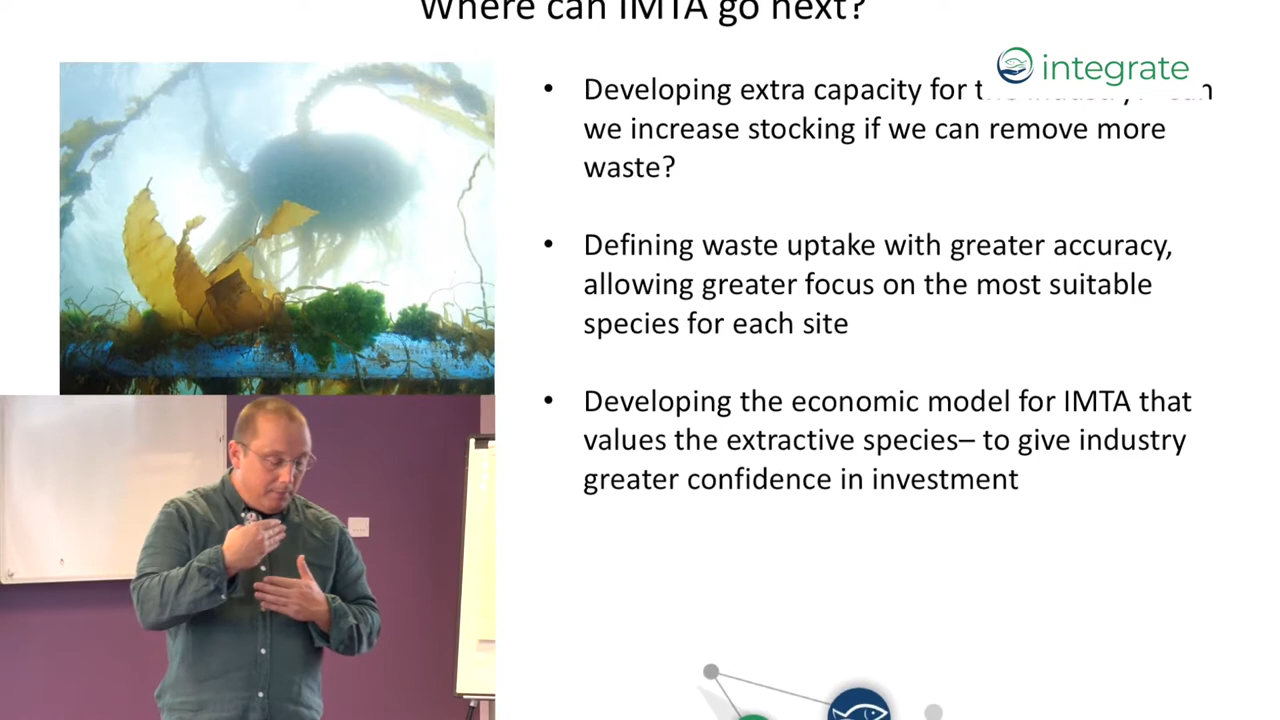 Where can IMTA go next?
integrate
• Developing extra capacity for
we increase stocking if we can remove more
waste?
• Defining waste uptake with greater accuracy,
allowing greater focus on the most suitable
species for each site
• Developing the economic model for IMTA that
values the extractive species– to give industry
greater confidence in investment